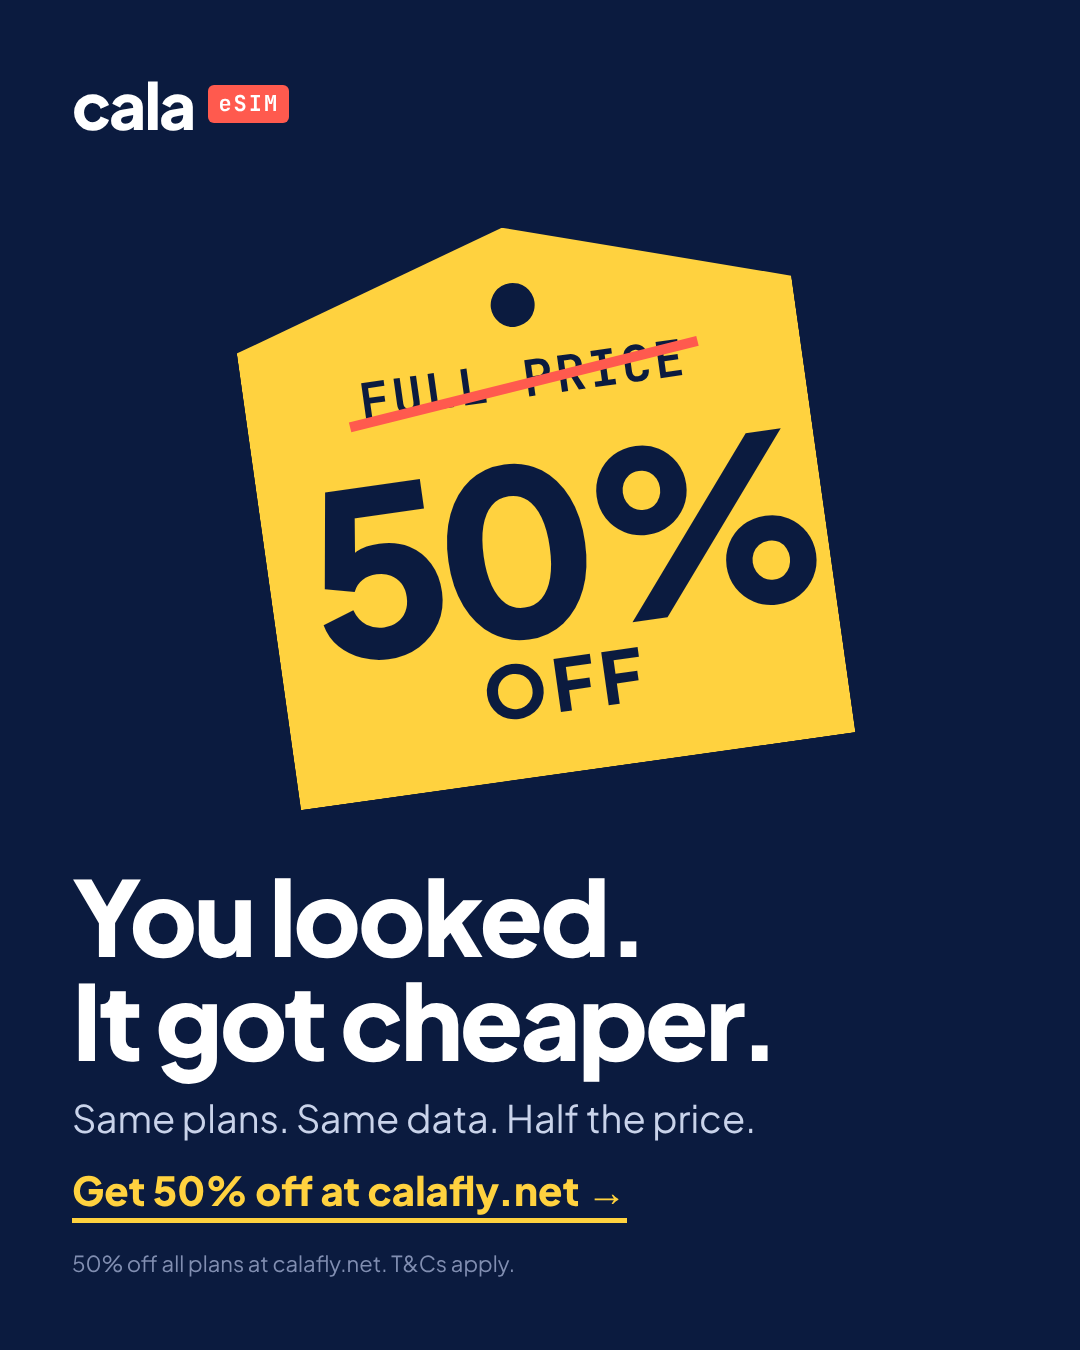 cala eSIM
FULL PRICE
50%
OFF
You looked.
It got cheaper.
Same plans. Same data. Half the price.
Get 50% off at calafly.net →
50% off all plans at calafly.net. T&Cs apply.